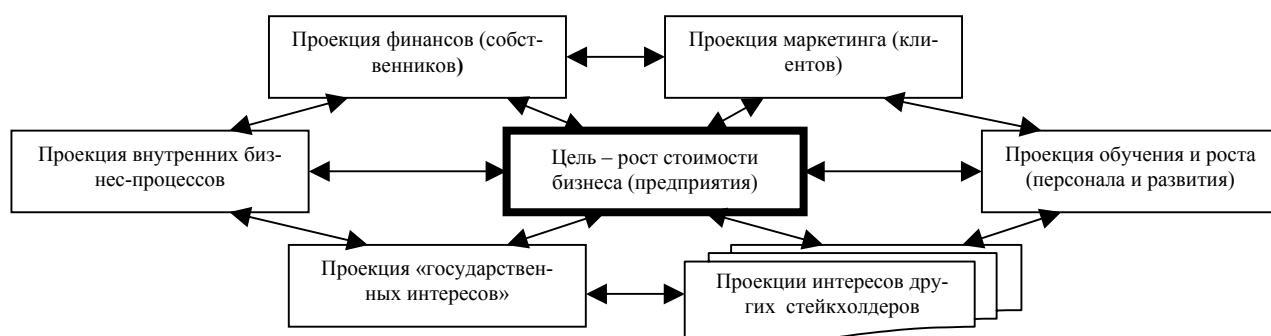 Проекция финансов (собст-
венников)
Проекция маркетинга (кли-
ентов)
Проекция внутренних биз-
нес-процессов
Цель – рост стоимости
бизнеса (предприятия)
Проекция обучения и роста
(персонала и развития)
Проекция «государствен-
ных интересов»
Проекции интересов дру-
гих стейкхолдеров